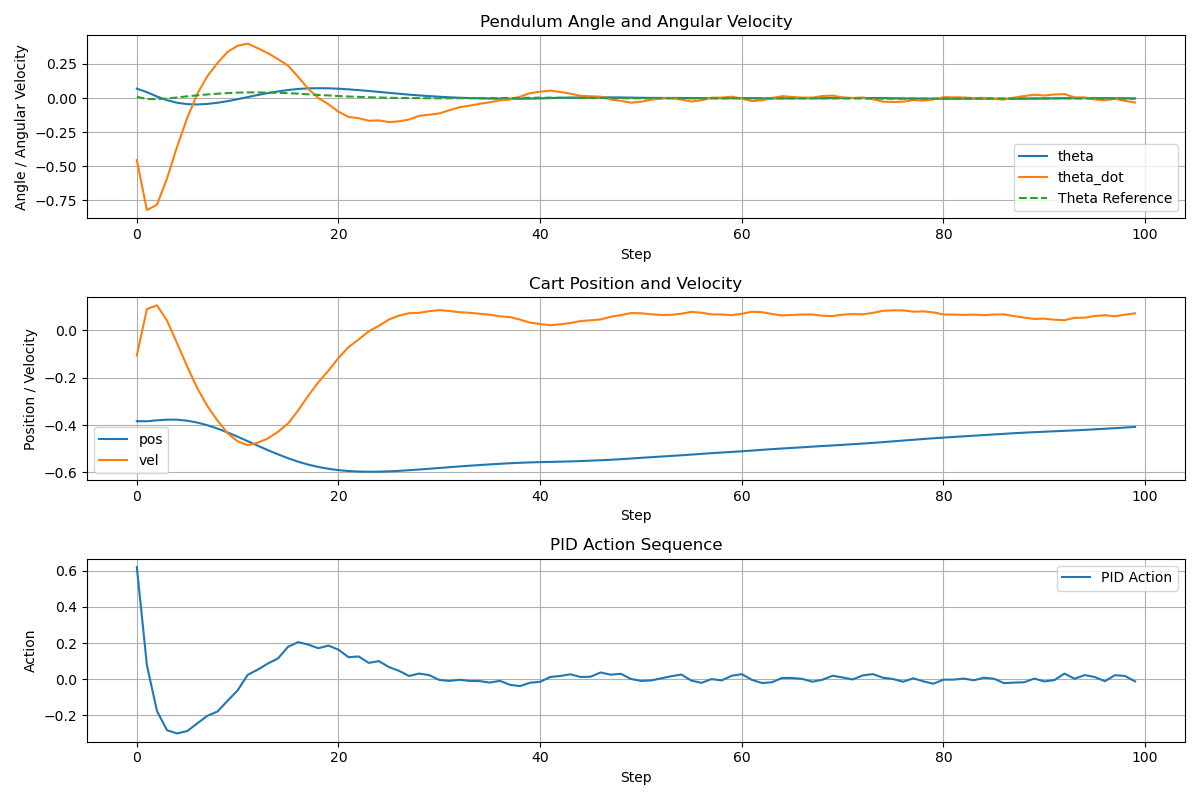 Pendulum Angle and Angular Velocity
Angle / Angular Velocity
0.25
0.00
−0.25
−0.50
−0.75
theta
theta_dot
Theta Reference
0 20 40 60 80 100
Step
Cart Position and Velocity
Position / Velocity
0.0
−0.2
−0.4
−0.6
pos
vel
0 20 40 60 80 100
Step
PID Action Sequence
Action
0.6
0.4
0.2
0.0
−0.2
PID Action
0 20 40 60 80 100
Step